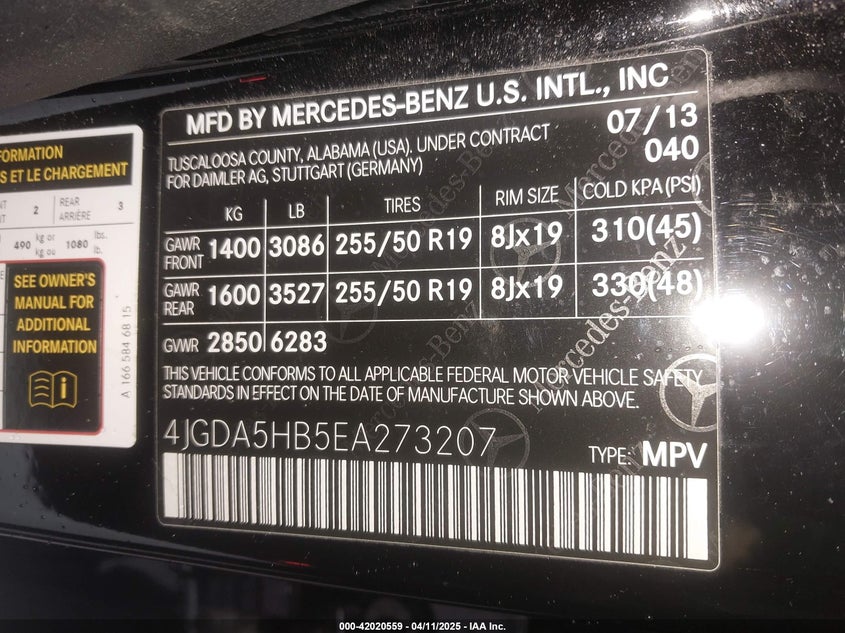 FORMATION
S ET LE CHARGEMENT
2 REAR ARRIÈRE 3
490 kg or kg ou 1080 lbs. lb.
SEE OWNER'S
MANUAL FOR
ADDITIONAL
INFORMATION
A 166 584 68 15
MFD BY MERCEDES-BENZ U.S. INTL., INC
TUSCALOOSA COUNTY, ALABAMA (USA). UNDER CONTRACT 07/13
FOR DAIMLER AG, STUTTGART (GERMANY) 040
KG LB TIRES RIM SIZE COLD KPA (PSI)
GAWR FRONT 1400 3086 255/50 R19 8Jx19 310(45)
GAWR REAR 1600 3527 255/50 R19 8Jx19 330(48)
GVWR 2850 6283
THIS VEHICLE CONFORMS TO ALL APPLICABLE FEDERAL MOTOR VEHICLE SAFETY
STANDARDS IN EFFECT ON THE DATE OF MANUFACTURE SHOWN ABOVE.
4JGDA5HB5EA273207 TYPE: MPV
Mercedes-Benz
000-42020559 - 04/11/2025 - IAA Inc.